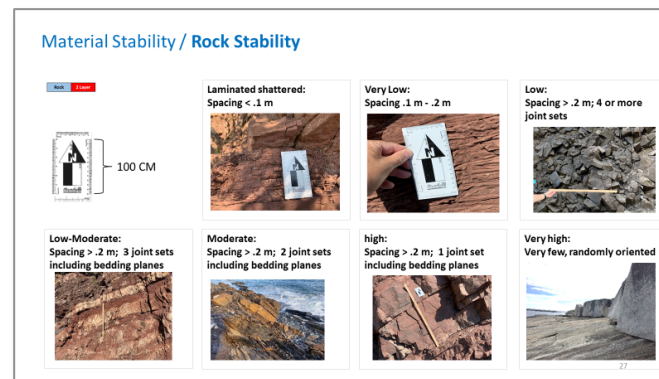 Material Stability / Rock Stability
Rock
2 Layer
100 CM
Laminated shattered:
Spacing < .1 m
Very Low:
Spacing .1 m - .2 m
Low:
Spacing > .2 m; 4 or more
joint sets
Low-Moderate:
Spacing > .2 m; 3 joint sets
including bedding planes
Moderate:
Spacing > .2 m; 2 joint sets
including bedding planes
high:
Spacing > .2 m; 1 joint set
including bedding planes
Very high:
Very few, randomly oriented
27